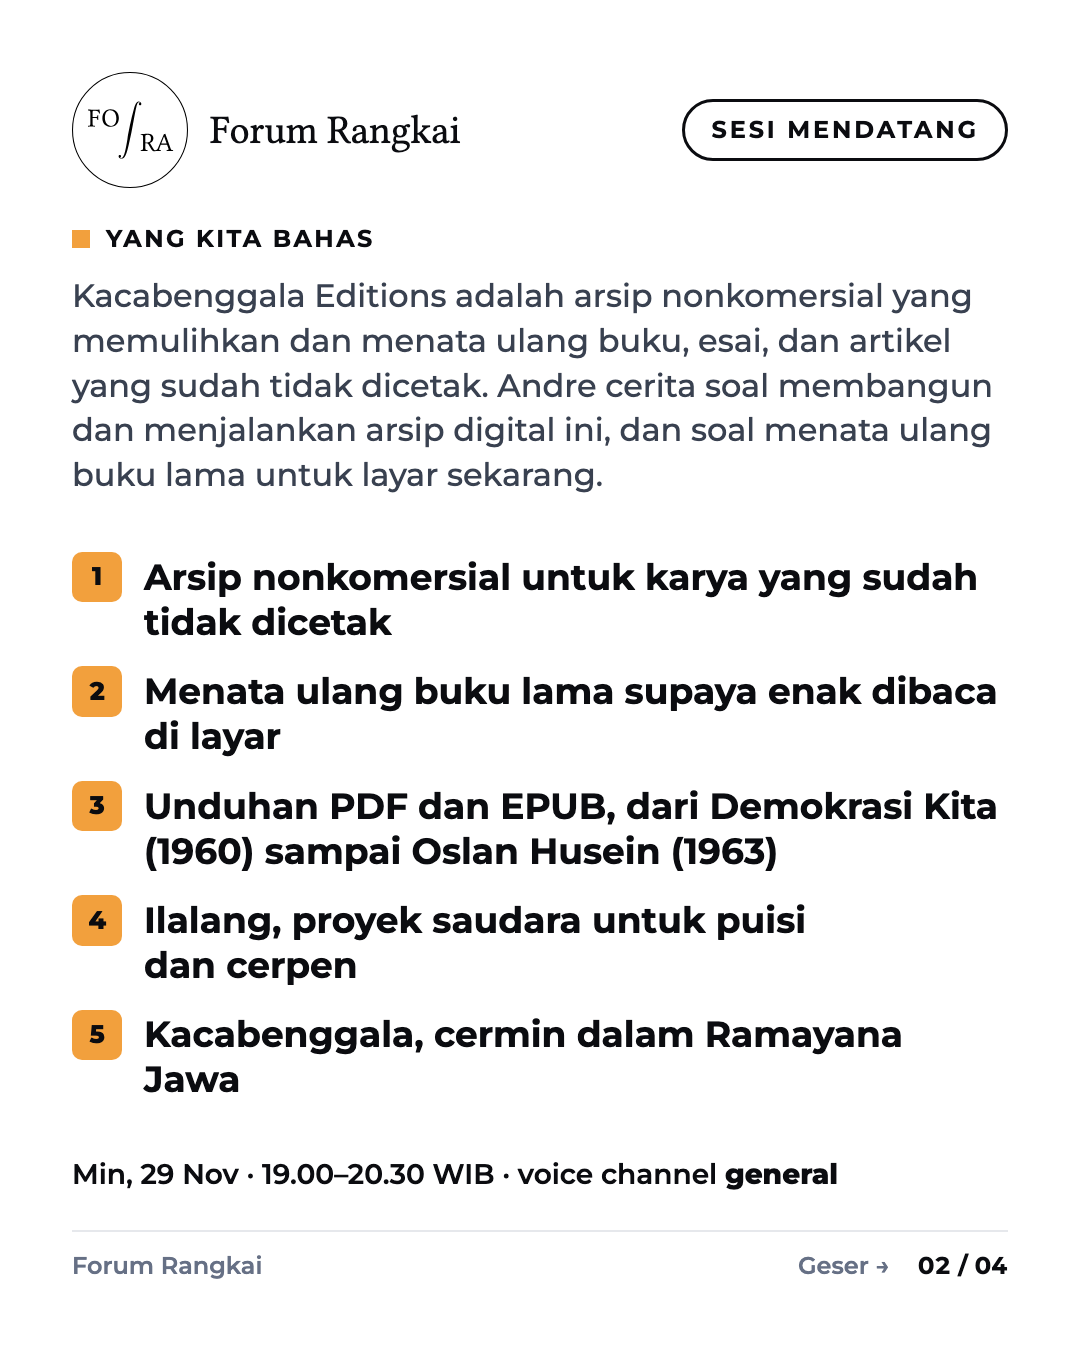 FO∫RA
Forum Rangkai
SESI MENDATANG
YANG KITA BAHAS
Kacabenggala Editions adalah arsip nonkomersial yang
memulihkan dan menata ulang buku, esai, dan artikel
yang sudah tidak dicetak. Andre cerita soal membangun
dan menjalankan arsip digital ini, dan soal menata ulang
buku lama untuk layar sekarang.
1 Arsip nonkomersial untuk karya yang sudah
tidak dicetak
2 Menata ulang buku lama supaya enak dibaca
di layar
3 Unduhan PDF dan EPUB, dari Demokrasi Kita
(1960) sampai Oslan Husein (1963)
4 Ilalang, proyek saudara untuk puisi
dan cerpen
5 Kacabenggala, cermin dalam Ramayana
Jawa
Min, 29 Nov · 19.00–20.30 WIB · voice channel general
Forum Rangkai
Geser → 02 / 04